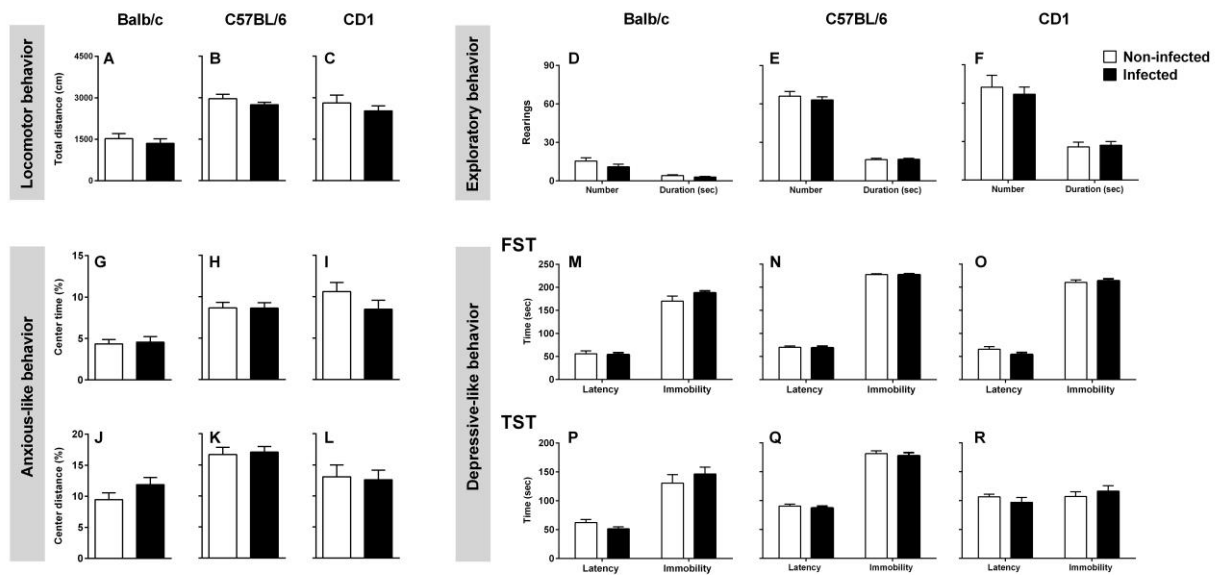 Balb/c C57BL/6 CD1
Locomotor behavior
Total distance (cm)
4500
3000
1500
0
A B C
Balb/c C57BL/6 CD1
Exploratory behavior
Rearings
90
60
30
0
D E F
Non-infected
Infected
Number Duration (sec) Number Duration (sec) Number Duration (sec)
Anxious-like behavior
Center time (%)
15
10
5
0
G H I
Center distance (%)
20
15
10
5
0
J K L
Depressive-like behavior
FST
Time (sec)
250
200
150
100
50
0
M N O
Latency Immobility Latency Immobility Latency Immobility
TST
Time (sec)
200
150
100
50
0
P Q R
Latency Immobility Latency Immobility Latency Immobility